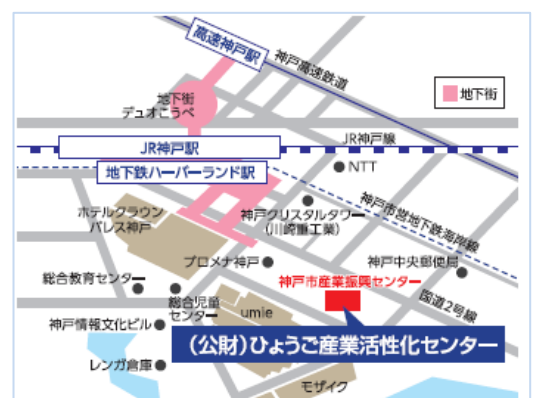 高速神戸駅
神戸高速鉄道
地下街
地下街
デュオこうべ
JR神戸線
JR神戸駅
NTT
地下鉄ハーバーランド駅
神戸市営地下鉄海岸線
ホテルクラウン
パレス神戸
神戸クリスタルタワー
(川崎重工業)
プロメナ神戸
神戸中央郵便局
総合教育センター
神戸市産業振興センター
国道2号線
総合児童
センター
umie
神戸情報文化ビル
(公財)ひょうご産業活性化センター
レンガ倉庫
モザイク